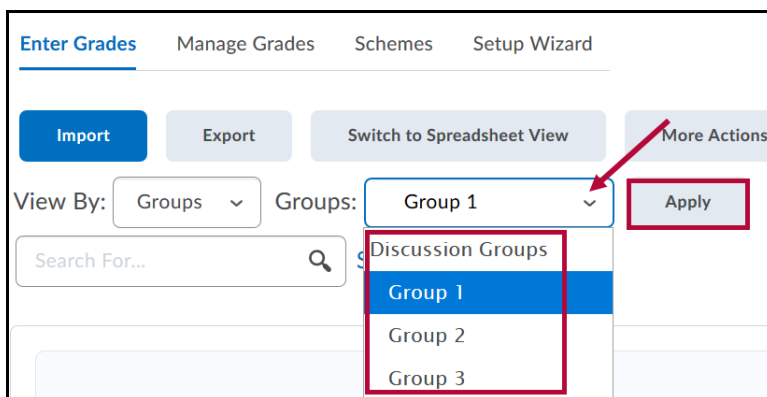 Enter Grades Manage Grades Schemes Setup Wizard
Import Export Switch to Spreadsheet View More Actions
View By: Groups Groups: Group 1 Apply
Search For... S
Discussion Groups
Group 1
Group 2
Group 3